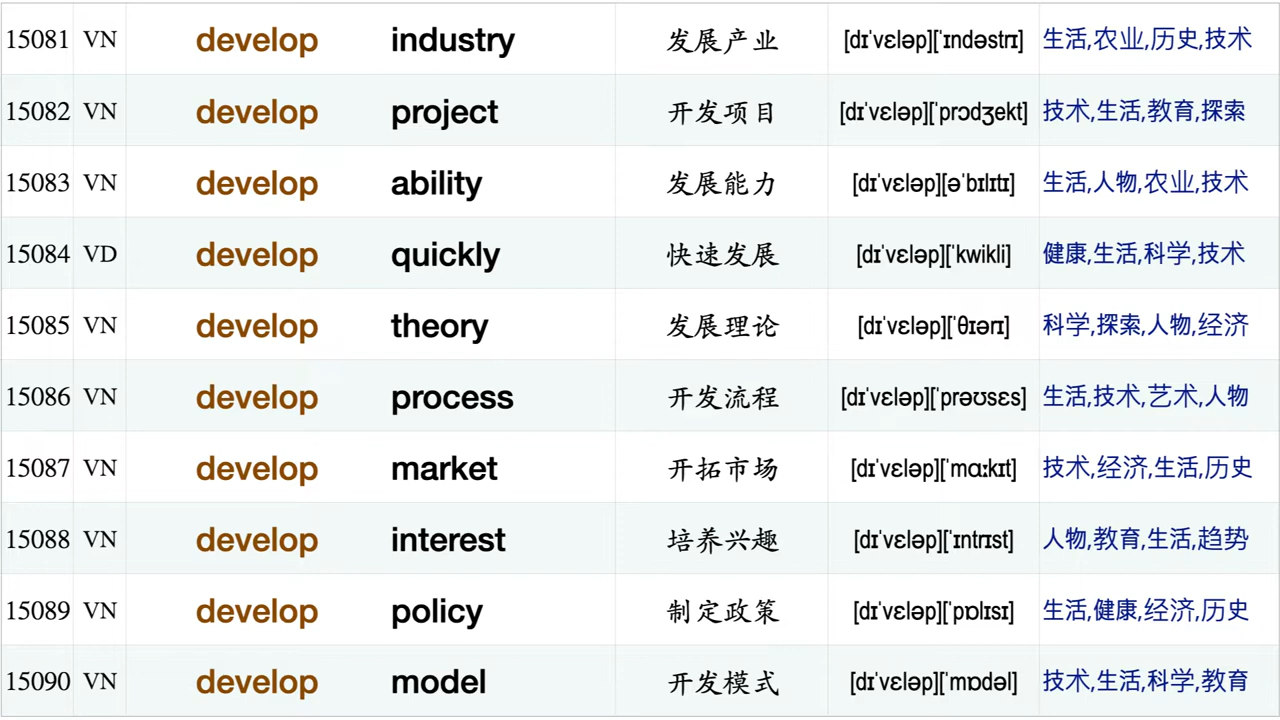 15081 VN develop industry 发展产业 [dɪˈvɛləp][ˈɪndəstrɪ] 生活,农业,历史,技术
15082 VN develop project 开发项目 [dɪˈvɛləp][ˈprɔdʒekt] 技术,生活,教育,探索
15083 VN develop ability 发展能力 [dɪˈvɛləp][əˈbɪlɪtɪ] 生活,人物,农业,技术
15084 VD develop quickly 快速发展 [dɪˈvɛləp][ˈkwikli] 健康,生活,科学,技术
15085 VN develop theory 发展理论 [dɪˈvɛləp][ˈθɪərɪ] 科学,探索,人物,经济
15086 VN develop process 开发流程 [dɪˈvɛləp][ˈprəʊsɛs] 生活,技术,艺术,人物
15087 VN develop market 开拓市场 [dɪˈvɛləp][ˈmɑːkɪt] 技术,经济,生活,历史
15088 VN develop interest 培养兴趣 [dɪˈvɛləp][ˈɪntrɪst] 人物,教育,生活,趋势
15089 VN develop policy 制定政策 [dɪˈvɛləp][ˈpɒlɪsɪ] 生活,健康,经济,历史
15090 VN develop model 开发模式 [dɪˈvɛləp][ˈmɒdəl] 技术,生活,科学,教育